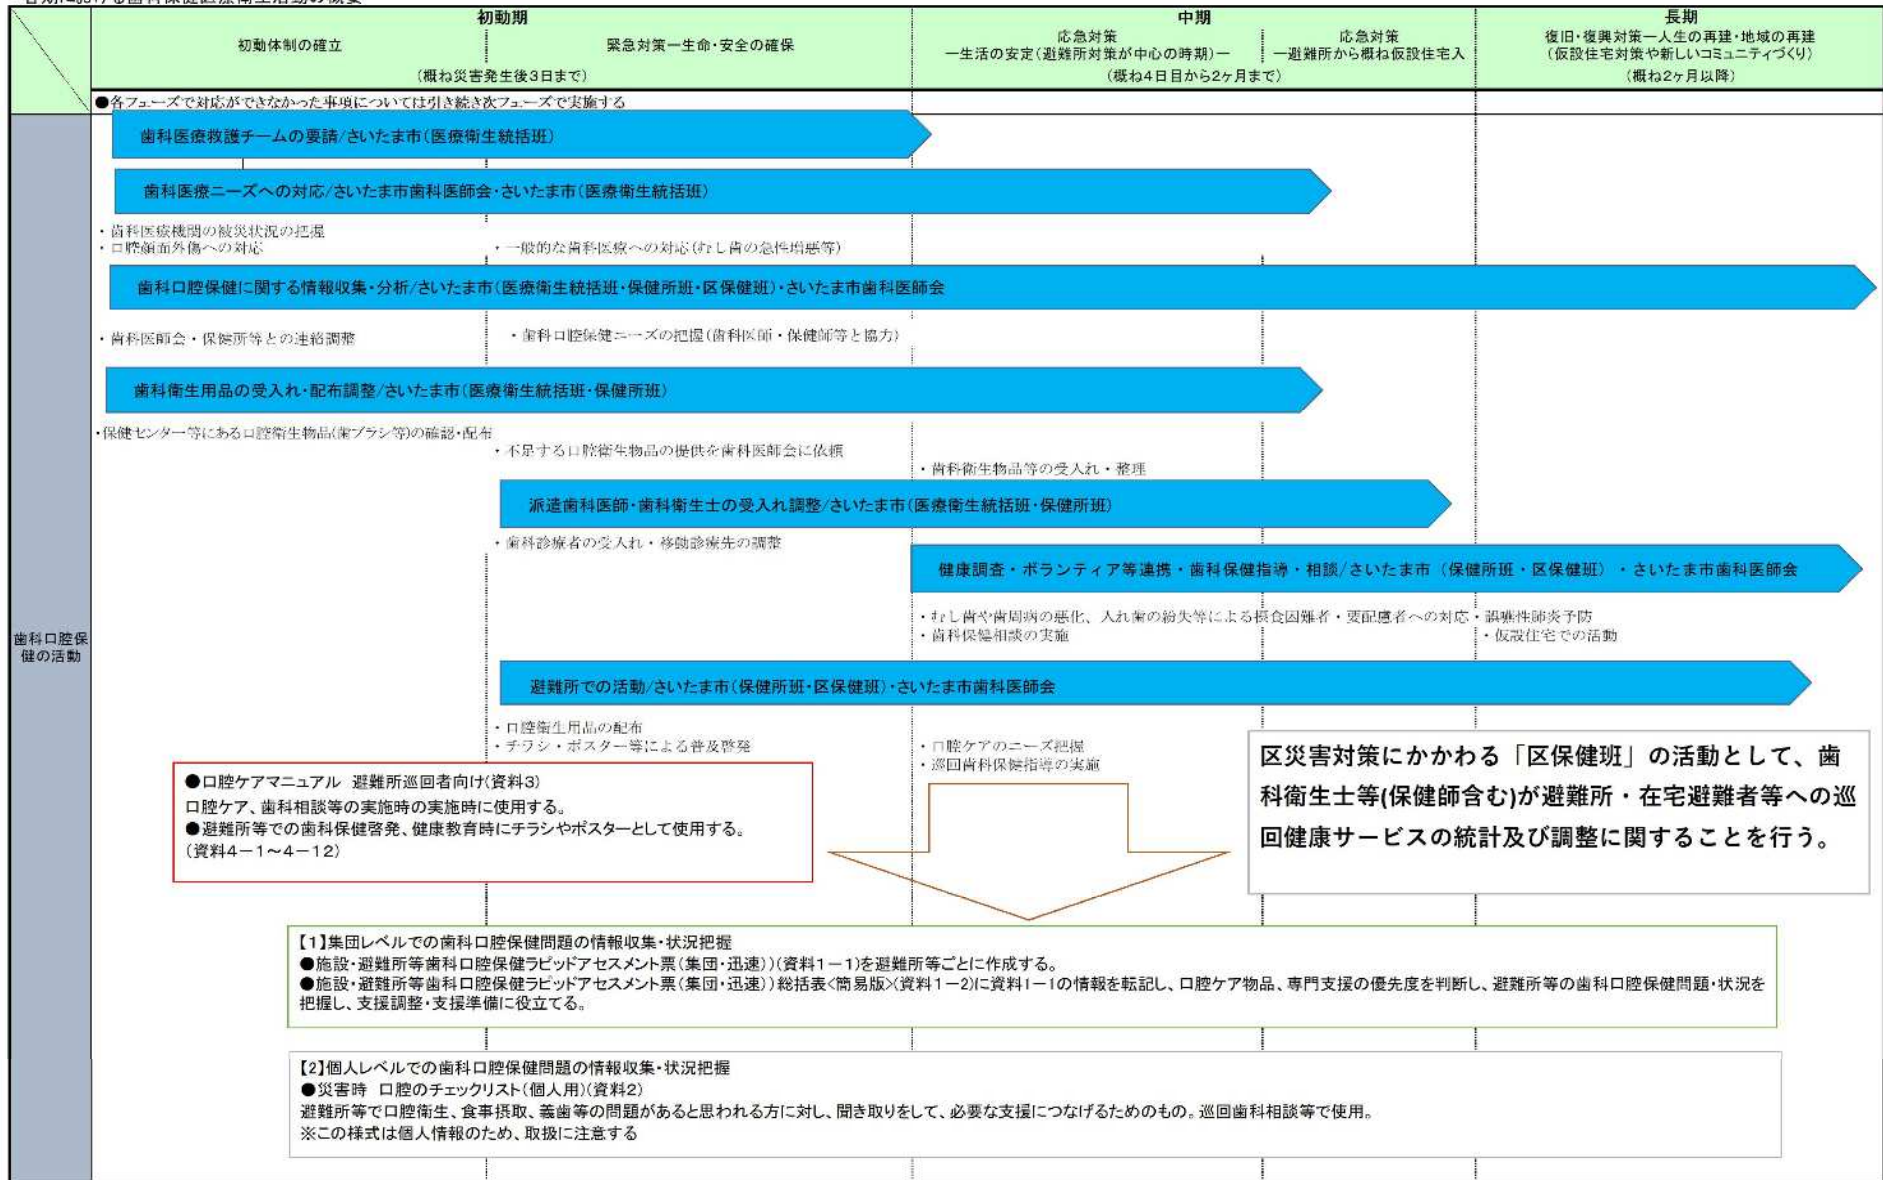 各期における歯科保健医療衛生活動の概要
初動期
中期
長期
初動体制の確立
緊急対策ー生命・安全の確保
応急対策
ー生活の安定(避難所対策が中心の時期)ー
応急対策
ー避難所から概ね仮設住宅入
復旧・復興対策ー人生の再建・地域の再建
(仮設住宅対策や新しいコミュニティづくり)
(概ね災害発生後3日まで)
(概ね4日目から2ヶ月まで)
(概ね2ヶ月以降)
●各フェーズで対応ができなかった事項については引き続き次フェーズで実施する
歯科口腔保
健の活動
歯科医療救護チームの要請/さいたま市(医療衛生統括班)
歯科医療ニーズへの対応/さいたま市歯科医師会・さいたま市(医療衛生統括班)
・歯科医療機関の被災状況の把握
・口腔顔面外傷への対応
・一般的な歯科医療への対応(むし歯の急性増悪等)
歯科口腔保健に関する情報収集・分析/さいたま市(医療衛生統括班・保健所班・区保健班)・さいたま市歯科医師会
・歯科医師会・保健所等との連絡調整
・歯科口腔保健ニーズの把握(歯科医師・保健師等と協力)
歯科衛生用品の受入れ・配布調整/さいたま市(医療衛生統括班・保健所班)
・保健センター等にある口腔衛生物品(歯ブラシ等)の確認・配布
・不足する口腔衛生物品の提供を歯科医師会に依頼
・歯科衛生物品等の受入れ・整理
派遣歯科医師・歯科衛生士の受入れ調整/さいたま市(医療衛生統括班・保健所班)
・歯科診療者の受入れ・移動診療先の調整
健康調査・ボランティア等連携・歯科保健指導・相談/さいたま市（保健所班・区保健班）・さいたま市歯科医師会
・むし歯や歯周病の悪化、入れ歯の紛失等による摂食困難者・要配慮者への対応・誤嚥性肺炎予防
・歯科保健相談の実施
・仮設住宅での活動
避難所での活動/さいたま市(保健所班・区保健班)・さいたま市歯科医師会
・口腔衛生用品の配布
・チラシ・ポスター等による普及啓発
・口腔ケアのニーズ把握
・巡回歯科保健指導の実施
●口腔ケアマニュアル 避難所巡回者向け(資料3)
口腔ケア、歯科相談等の実施時の実施時に使用する。
●避難所等での歯科保健啓発、健康教育時にチラシやポスターとして使用する。
(資料4－1～4－12)
区災害対策にかかわる「区保健班」の活動として、歯
科衛生士等(保健師含む)が避難所・在宅避難者等への巡
回健康サービスの統計及び調整に関することを行う。
【1】集団レベルでの歯科口腔保健問題の情報収集・状況把握
●施設・避難所等歯科口腔保健ラピッドアセスメント票(集団・迅速))(資料1－1)を避難所等ごとに作成する。
●施設・避難所等歯科口腔保健ラピッドアセスメント票(集団・迅速))総括表<簡易版>(資料1－2)に資料1ー1の情報を転記し、口腔ケア物品、専門支援の優先度を判断し、避難所等の歯科口腔保健問題・状況を
把握し、支援調整・支援準備に役立てる。
【2】個人レベルでの歯科口腔保健問題の情報収集・状況把握
●災害時 口腔のチェックリスト(個人用)(資料2)
避難所等で口腔衛生、食事摂取、義歯等の問題があると思われる方に対し、聞き取りをして、必要な支援につなげるためのもの。巡回歯科相談等で使用。
※この様式は個人情報のため、取扱に注意する